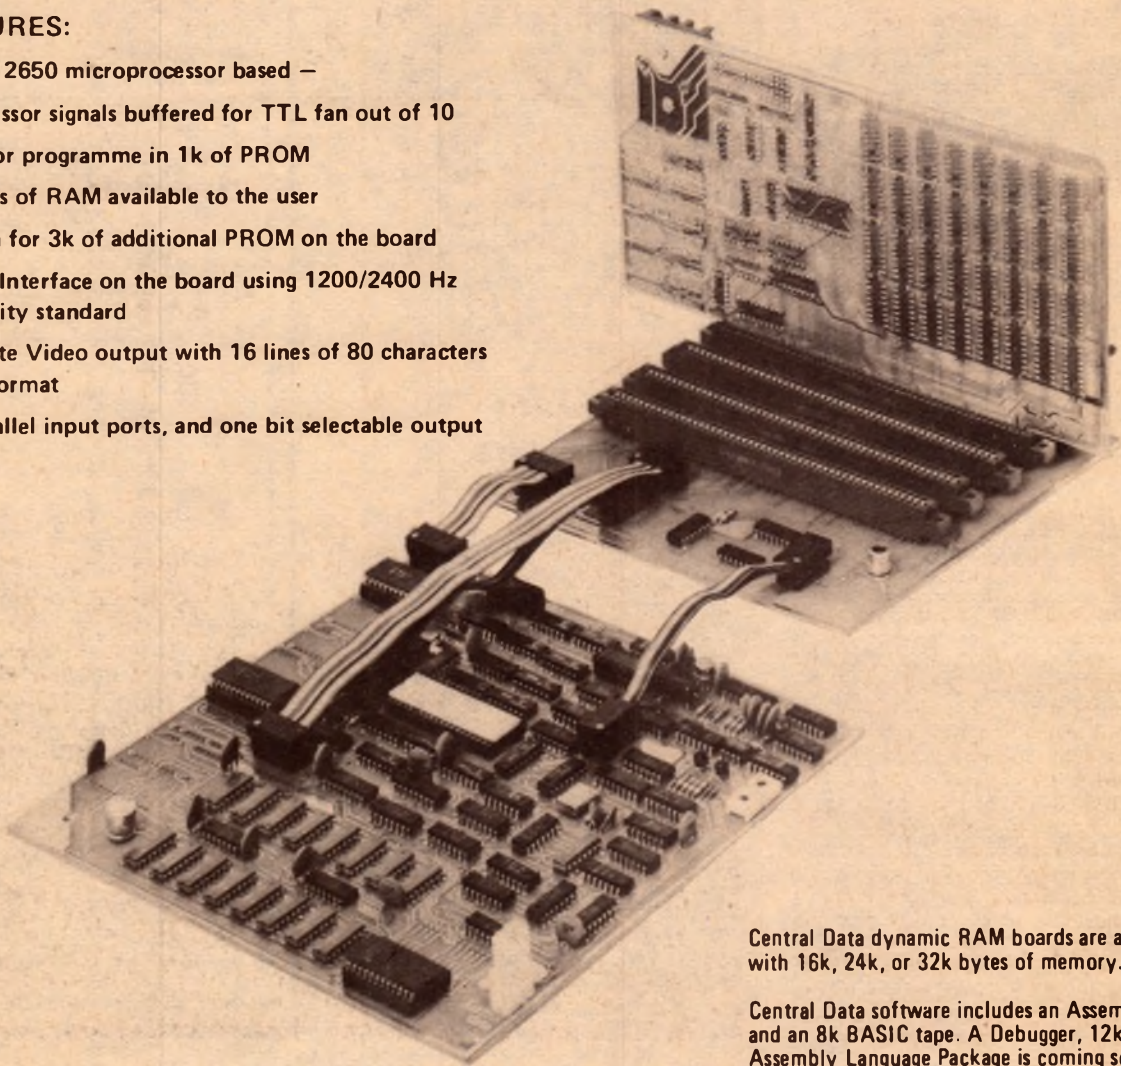 URES:
2650 microprocessor based —
ssor signals buffered for TTL fan out of 10
or programme in 1k of PROM
s of RAM available to the user
for 3k of additional PROM on the board
Interface on the board using 1200/2400 Hz
ity standard
te Video output with 16 lines of 80 characters
ormat
allel input ports, and one bit selectable output
Central Data dynamic RAM boards are a
with 16k, 24k, or 32k bytes of memory.
Central Data software includes an Assem
and an 8k BASIC tape. A Debugger, 12k
Assembly Language Package is coming so